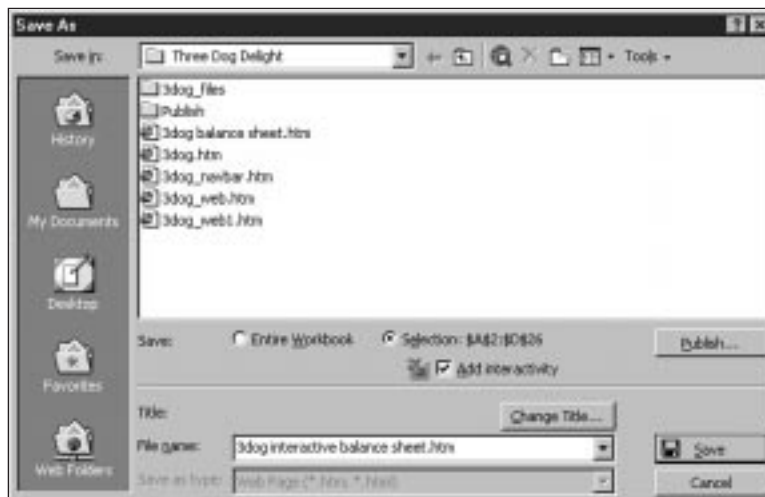 Save As
Save in: Three Dog Delight Tools
3dog_files
Publish
3dog balance sheet.htm
3dog.htm
3dog_navbar.htm
3dog_web.htm
3dog_web1.htm
History
My Documents
Desktop
Favorites
Web Folders
Save: Entire Workbook Selection: $A$2:$D$26 Publish...
Add interactivity
Title: Change Title...
File name: 3dog interactive balance sheet.htm Save
Save as type: Web Page (*.htm; *.html) Cancel